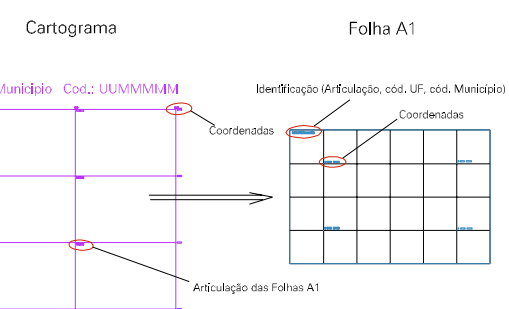 Cartograma
Folha A1
Município Cod.: UUMMMMM
Identificação (Articulação, cód. UF, cód. Município)
Coordenadas
Coordenadas
Articulação das Folhas A1